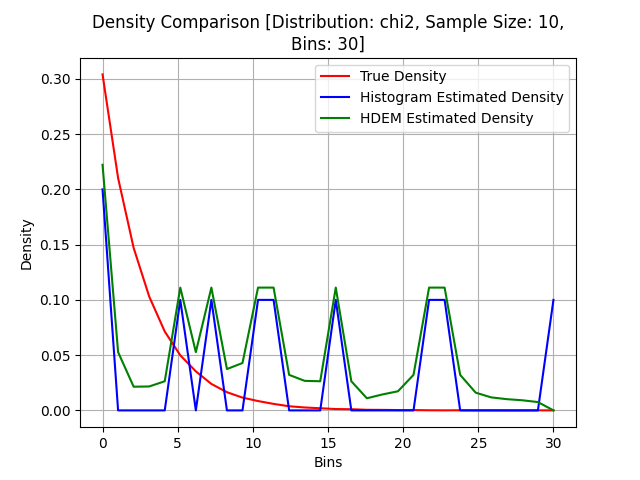 Density Comparison [Distribution: chi2, Sample Size: 10,
Bins: 30]
True Density
Histogram Estimated Density
HDEM Estimated Density
Density
0.30
0.25
0.20
0.15
0.10
0.05
0.00
0 5 10 15 20 25 30
Bins